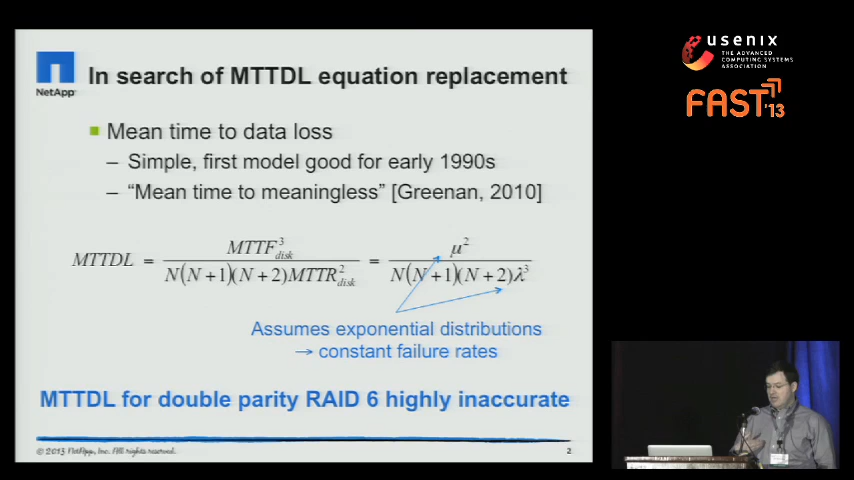 usenix
THE ADVANCED
COMPUTING SYSTEMS
ASSOCIATION
FAST '13
NetApp
In search of MTTDL equation replacement
Mean time to data loss
– Simple, first model good for early 1990s
– “Mean time to meaningless” [Greenan, 2010]
MTTDL = MTTF³disk / N(N+1)(N+2)MTTR²disk = μ² / N(N+1)(N+2)λ³
Assumes exponential distributions
→ constant failure rates
MTTDL for double parity RAID 6 highly inaccurate
© 2013 NetApp, Inc. All rights reserved.
2